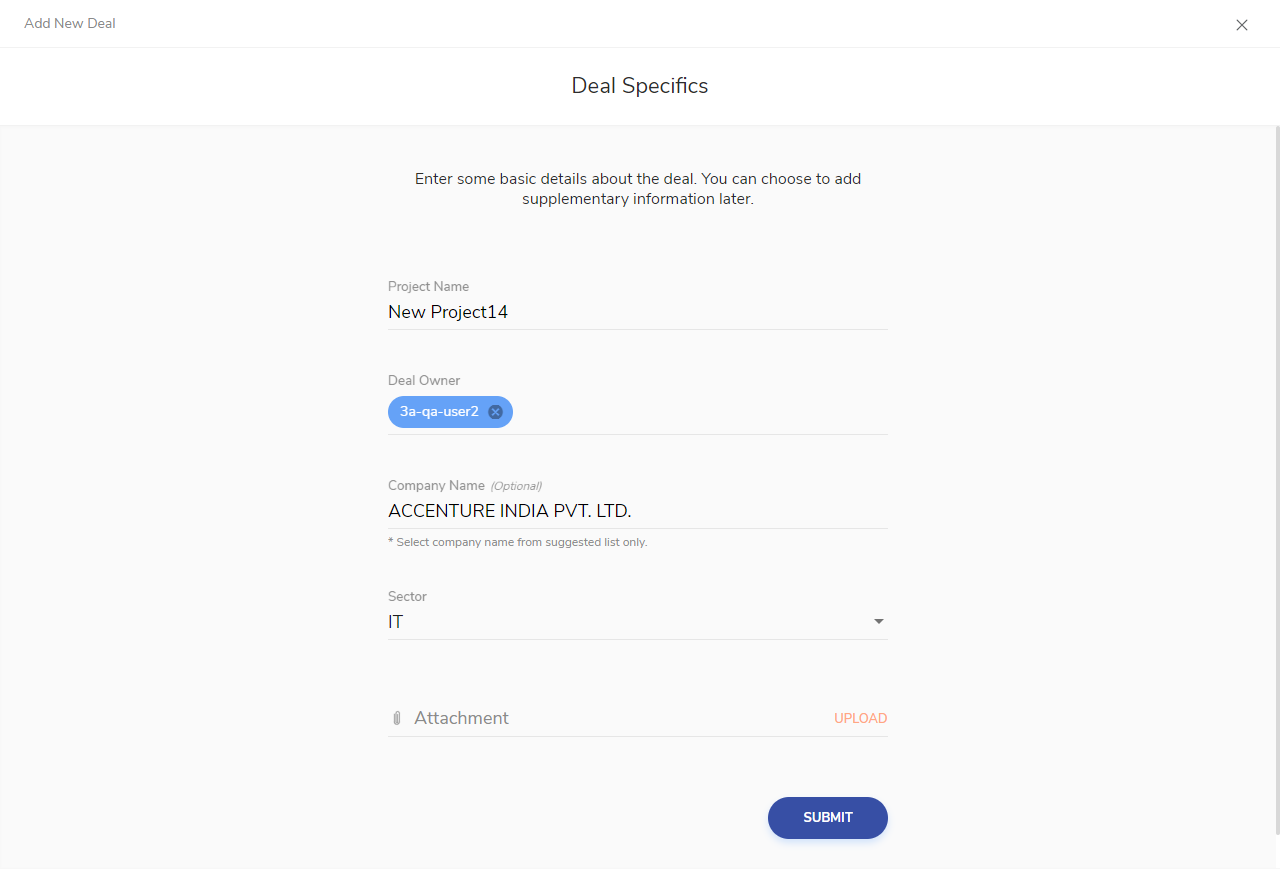 Add New Deal
Deal Specifics
Enter some basic details about the deal. You can choose to add
supplementary information later.
Project Name
New Project14
Deal Owner
3a-qa-user2
Company Name (Optional)
ACCENTURE INDIA PVT. LTD.
* Select company name from suggested list only.
Sector
IT
Attachment UPLOAD
SUBMIT